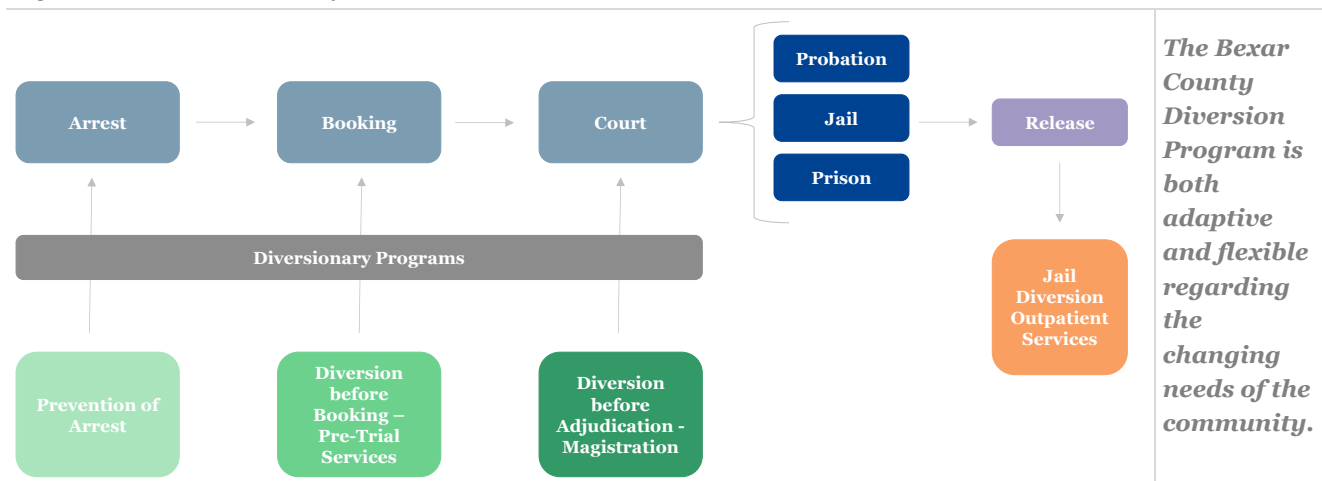 Arrest
Booking
Court
Probation
Jail
Prison
Release
Diversionary Programs
Prevention of
Arrest
Diversion
before
Booking –
Pre-Trial
Services
Diversion
before
Adjudication -
Magistration
Jail
Diversion
Outpatient
Services
The Bexar
County
Diversion
Program is
both
adaptive
and flexible
regarding
the
changing
needs of the
community.